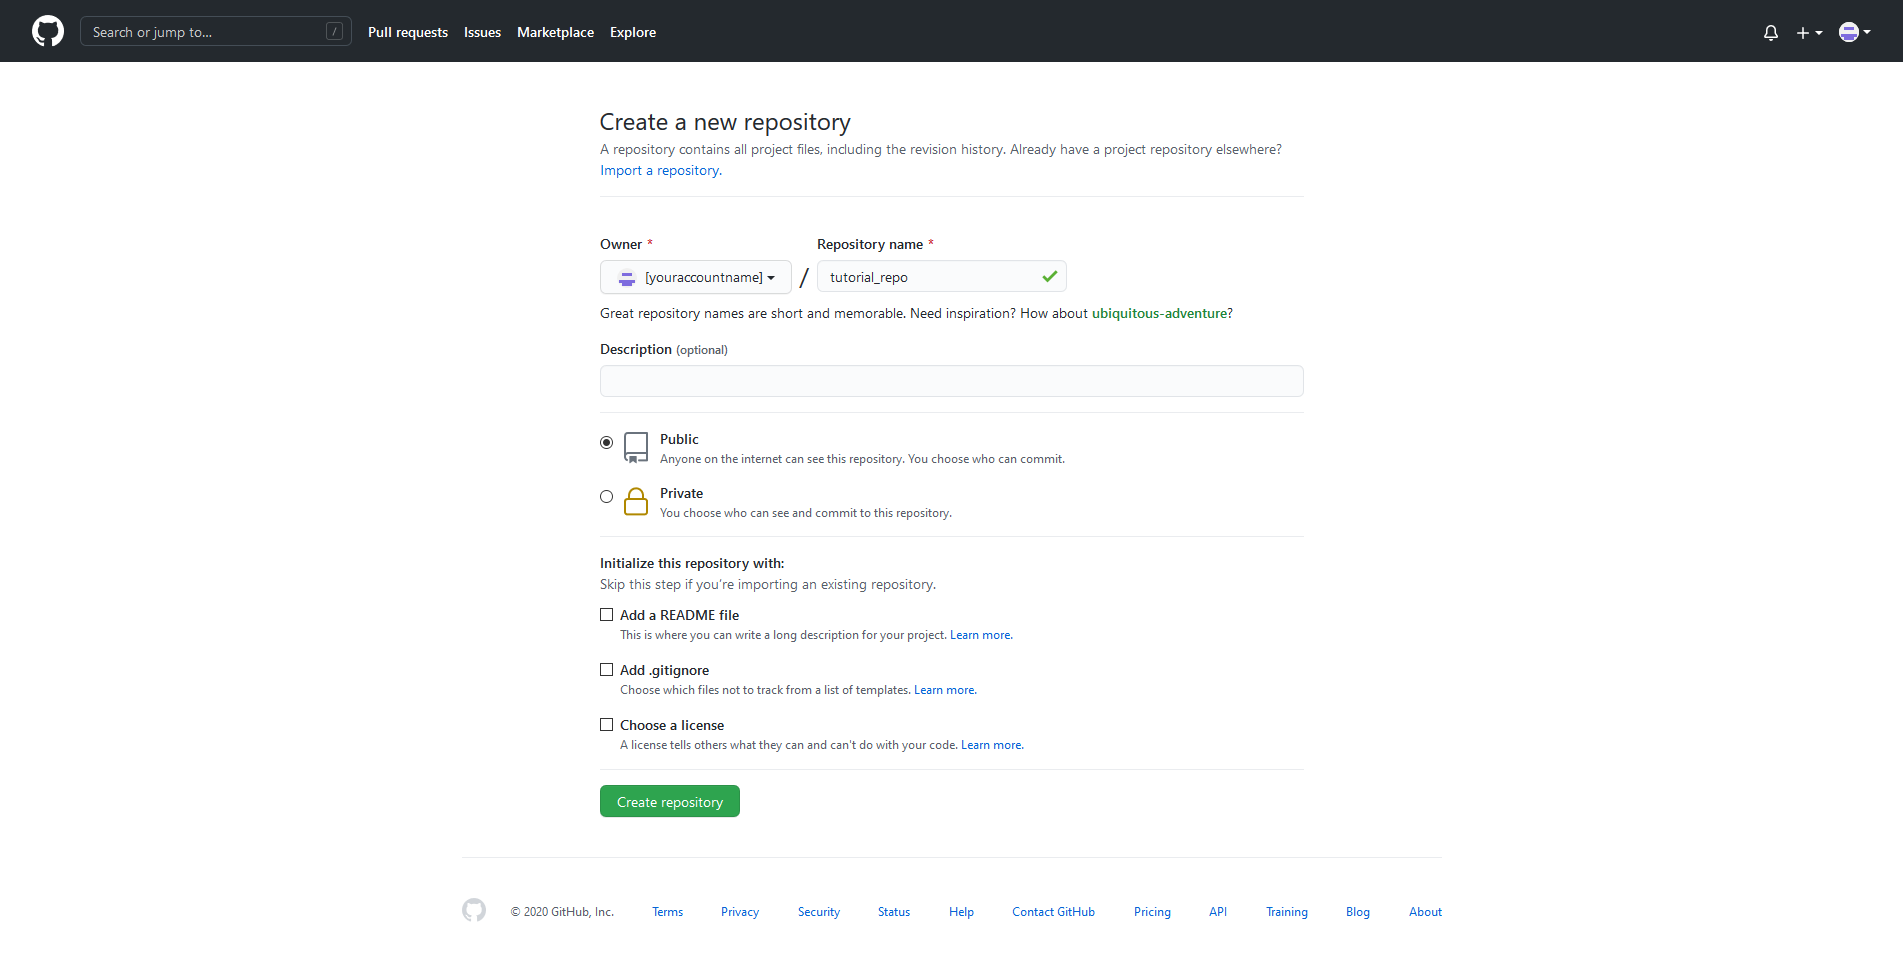 Search or jump to... /
Pull requests Issues Marketplace Explore
Create a new repository
A repository contains all project files, including the revision history. Already have a project repository elsewhere?
Import a repository.
Owner * Repository name *
[youraccountname] / tutorial_repo
Great repository names are short and memorable. Need inspiration? How about ubiquitous-adventure?
Description (optional)
Public
Anyone on the internet can see this repository. You choose who can commit.
Private
You choose who can see and commit to this repository.
Initialize this repository with:
Skip this step if you're importing an existing repository.
Add a README file
This is where you can write a long description for your project. Learn more.
Add .gitignore
Choose which files not to track from a list of templates. Learn more.
Choose a license
A license tells others what they can and can't do with your code. Learn more.
Create repository
© 2020 GitHub, Inc. Terms Privacy Security Status Help Contact GitHub Pricing API Training Blog About